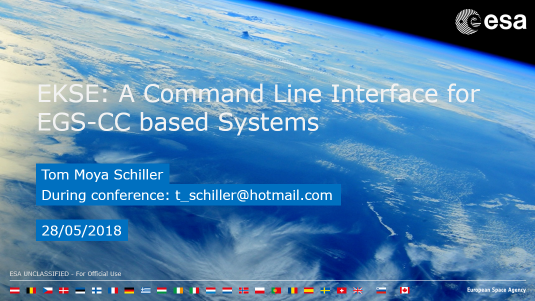 esa
EKSE: A Command Line Interface for
EGS-CC based Systems
Tom Moya Schiller
During conference: t_schiller@hotmail.com
28/05/2018
ESA UNCLASSIFIED - For Official Use
European Space Agency